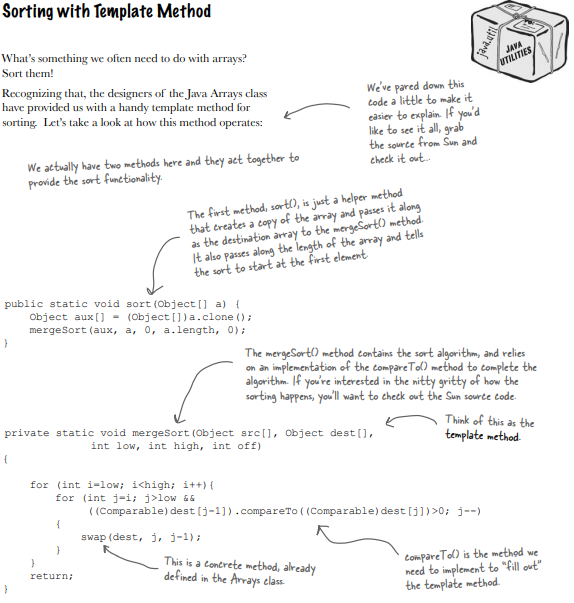 Sorting with Template Method
java.util
JAVA
UTILITIES
What's something we often need to do with arrays?
Sort them!
Recognizing that, the designers of the Java Arrays class
have provided us with a handy template method for
sorting. Let's take a look at how this method operates:
We've pared down this
code a little to make it
easier to explain. If you'd
like to see it all, grab
the source from Sun and
check it out...
We actually have two methods here and they act together to
provide the sort functionality.
The first method, sort(), is just a helper method
that creates a copy of the array and passes it along
as the destination array to the mergeSort() method.
It also passes along the length of the array and tells
the sort to start at the first element.
public static void sort(Object[] a) {
    Object aux[] = (Object[])a.clone();
    mergeSort(aux, a, 0, a.length, 0);
}
The mergeSort() method contains the sort algorithm, and relies
on an implementation of the compareTo() method to complete the
algorithm. If you're interested in the nitty gritty of how the
sorting happens, you'll want to check out the Sun source code.
Think of this as the
template method.
private static void mergeSort(Object src[], Object dest[],
            int low, int high, int off)
{
    for (int i=low; i<high; i++){
        for (int j=i; j>low &&
             ((Comparable)dest[j-1]).compareTo((Comparable)dest[j])>0; j--)
        {
            swap(dest, j, j-1);
        }
    }
    return;
}
This is a concrete method, already
defined in the Arrays class.
compareTo() is the method we
need to implement to "fill out"
the template method.